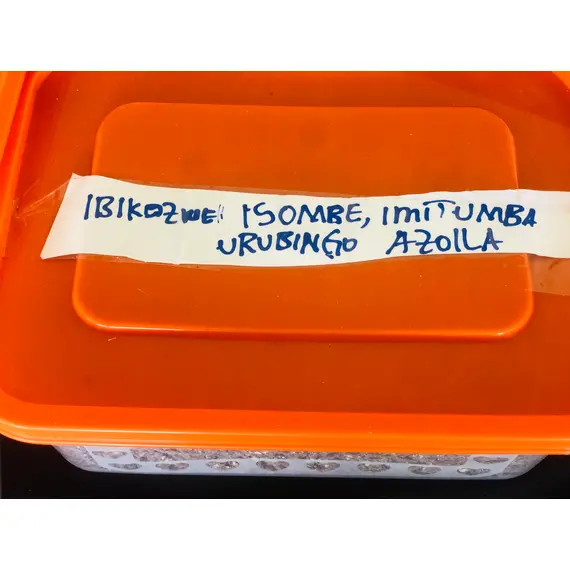 IBIKOZWE: ISOMBE, IMITUMBA
URUBINGO AZOLLA